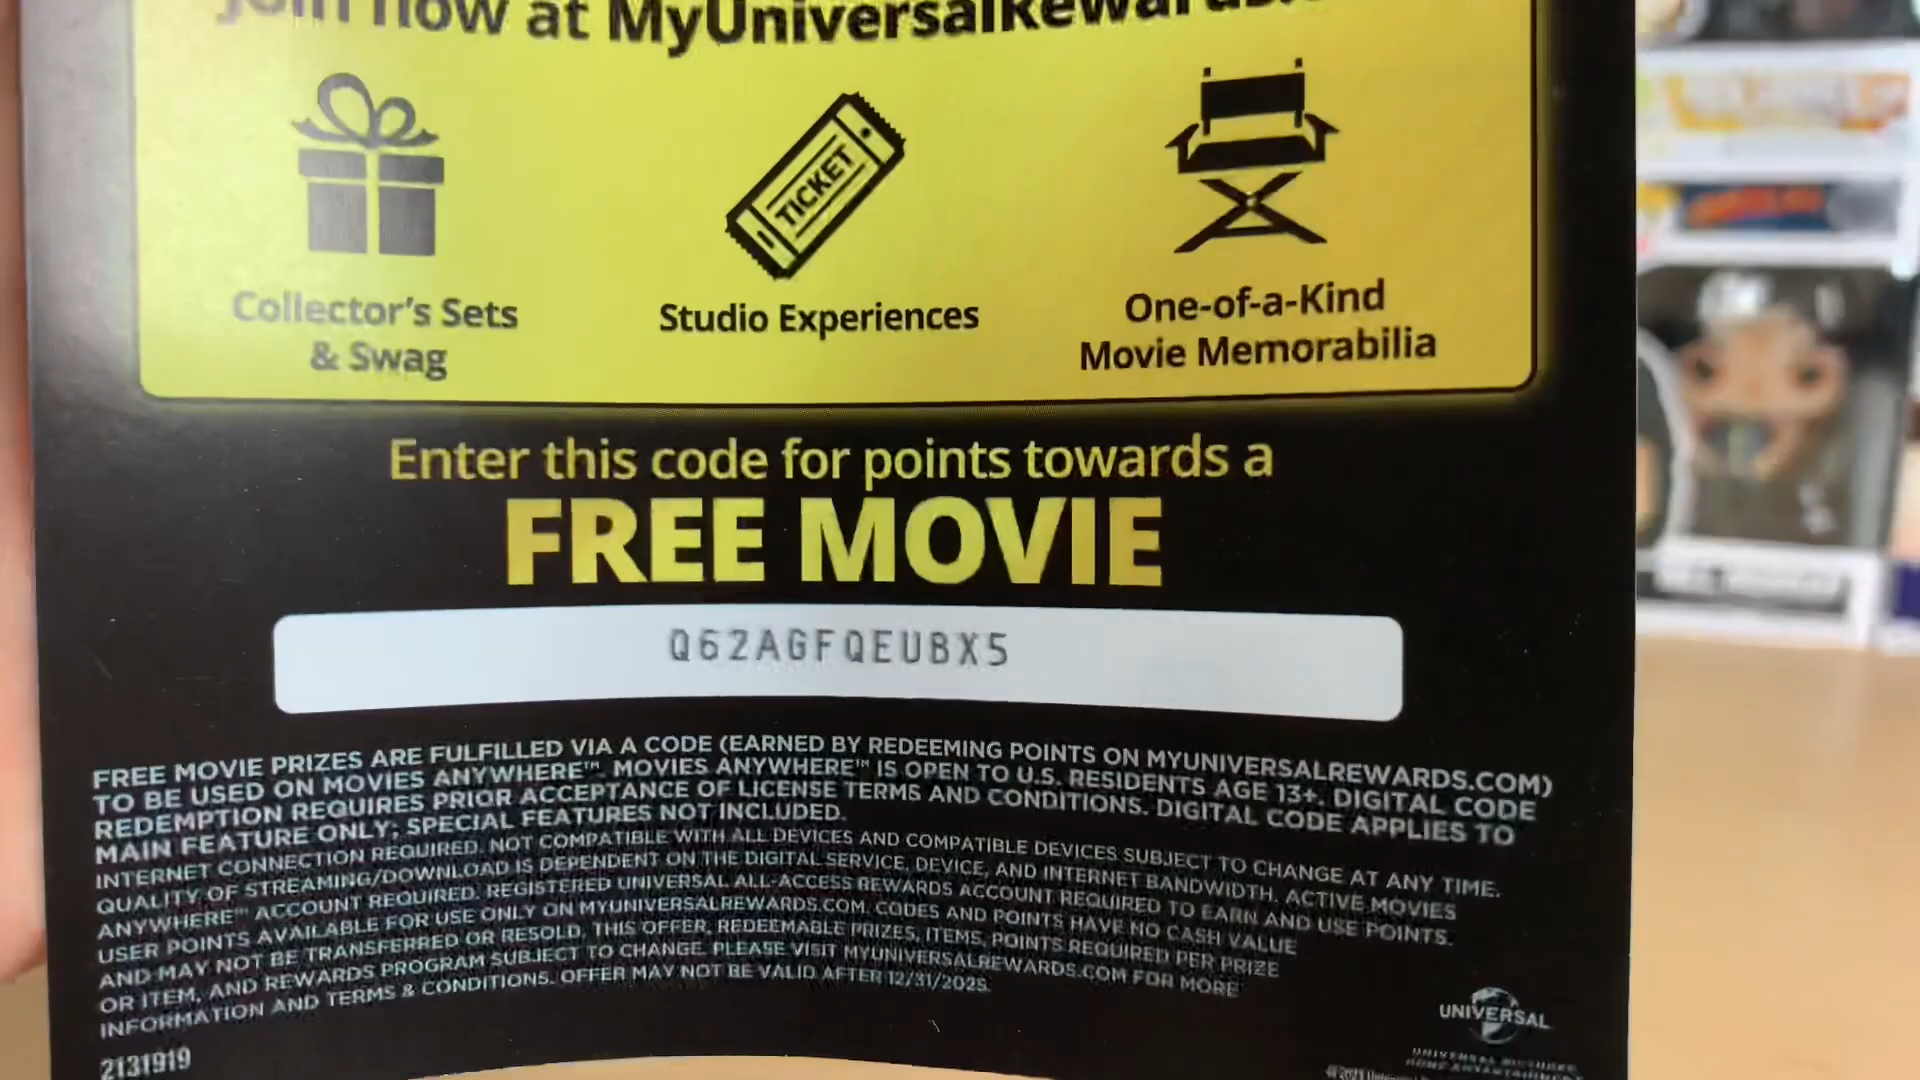 Join now at MyUniversalRewards.
TICKET
Collector's Sets
& Swag
Studio Experiences
One-of-a-Kind
Movie Memorabilia
Enter this code for points towards a
FREE MOVIE
Q62AGFQEUBX5
FREE MOVIE PRIZES ARE FULFILLED VIA A CODE (EARNED BY REDEEMING POINTS ON MYUNIVERSALREWARDS.COM)
TO BE USED ON MOVIES ANYWHERE™. MOVIES ANYWHERE™ IS OPEN TO U.S. RESIDENTS AGE 13+. DIGITAL CODE
REDEMPTION REQUIRES PRIOR ACCEPTANCE OF LICENSE TERMS AND CONDITIONS. DIGITAL CODE APPLIES TO
MAIN FEATURE ONLY; SPECIAL FEATURES NOT INCLUDED.
INTERNET CONNECTION REQUIRED. NOT COMPATIBLE WITH ALL DEVICES AND COMPATIBLE DEVICES SUBJECT TO CHANGE AT ANY TIME.
QUALITY OF STREAMING/DOWNLOAD IS DEPENDENT ON THE DIGITAL SERVICE, DEVICE, AND INTERNET BANDWIDTH. ACTIVE MOVIES
ANYWHERE™ ACCOUNT REQUIRED. REGISTERED UNIVERSAL ALL-ACCESS REWARDS ACCOUNT REQUIRED TO EARN AND USE POINTS.
USER POINTS AVAILABLE FOR USE ONLY ON MYUNIVERSALREWARDS.COM. CODES AND POINTS HAVE NO CASH VALUE
AND MAY NOT BE TRANSFERRED OR RESOLD. THIS OFFER, REDEEMABLE PRIZES, ITEMS, POINTS REQUIRED PER PRIZE
OR ITEM, AND REWARDS PROGRAM SUBJECT TO CHANGE. PLEASE VISIT MYUNIVERSALREWARDS.COM FOR MORE
INFORMATION AND TERMS & CONDITIONS. OFFER MAY NOT BE VALID AFTER 12/31/2025.
2131919
UNIVERSAL
UNIVERSAL PICTURES
HOME ENTERTAINMENT